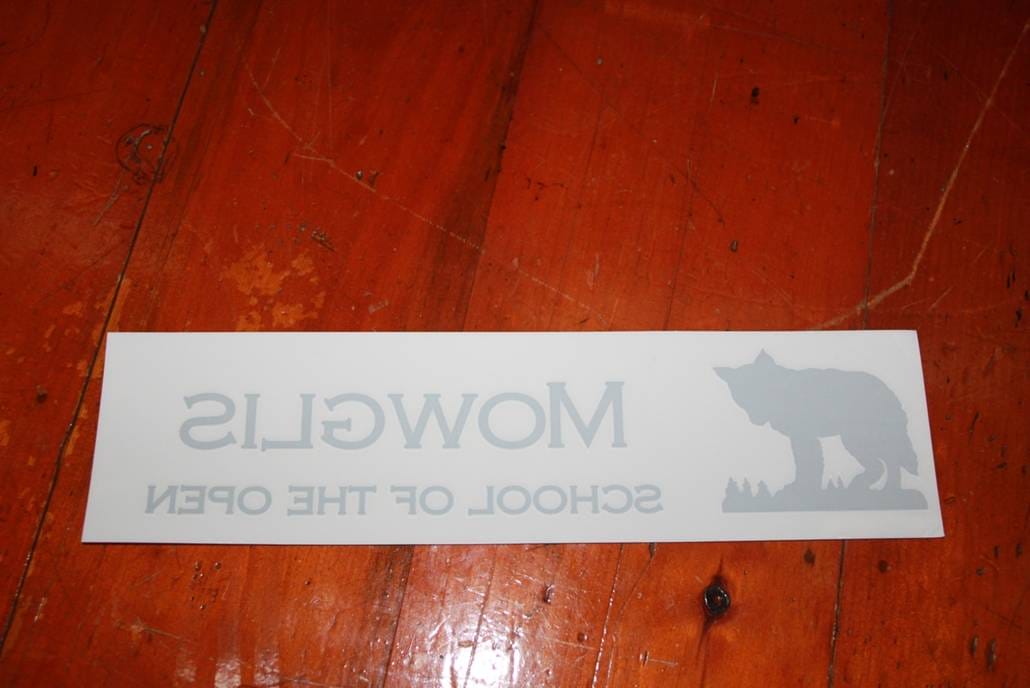 MOWGLIS
SCHOOL OF THE OPEN